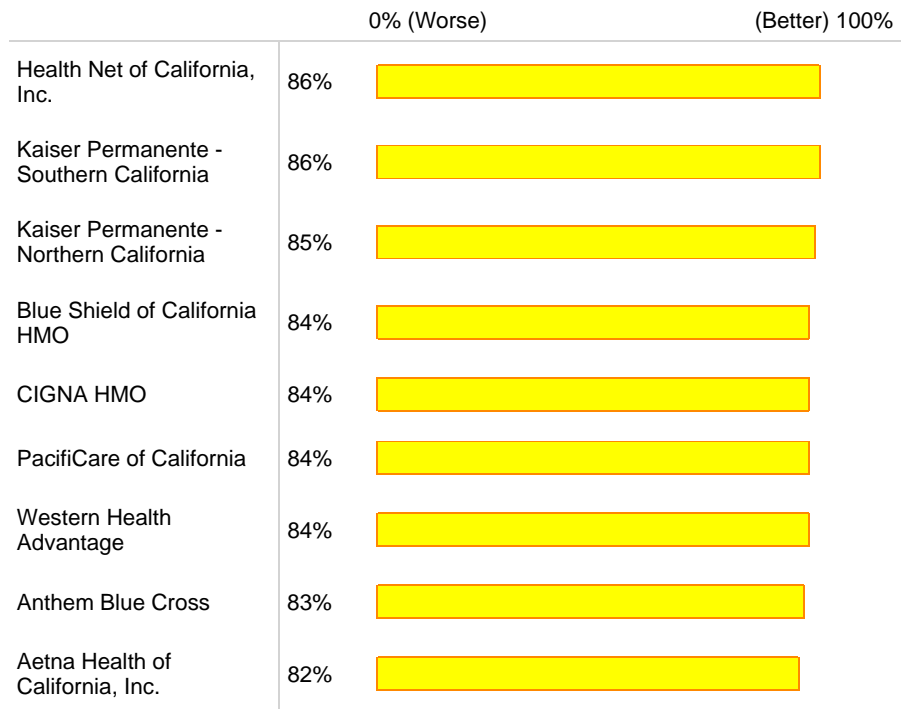 0% (Worse) (Better) 100%
Health Net of California,
Inc.
86%
Kaiser Permanente -
Southern California
86%
Kaiser Permanente -
Northern California
85%
Blue Shield of California
HMO
84%
CIGNA HMO
84%
PacifiCare of California
84%
Western Health
Advantage
84%
Anthem Blue Cross
83%
Aetna Health of
California, Inc.
82%